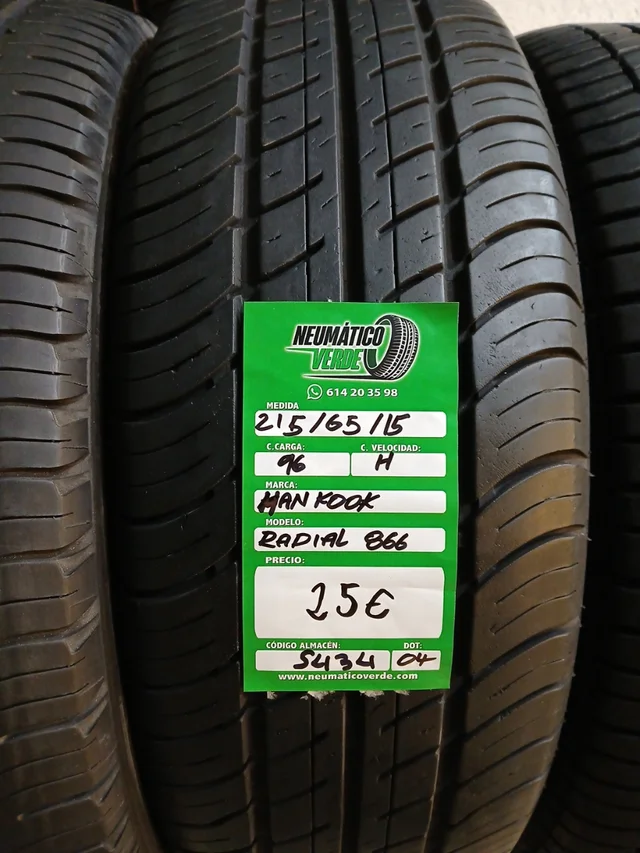 NEUMÁTICO
VERDE
614 20 35 98
MEDIDA
215/65/15
C.CARGA: C. VELOCIDAD:
96 H
MARCA:
HANKOOK
MODELO:
RADIAL 866
PRECIO:
25€
CÓDIGO ALMACÉN: DOT:
5434 04
www.neumaticoverde.com